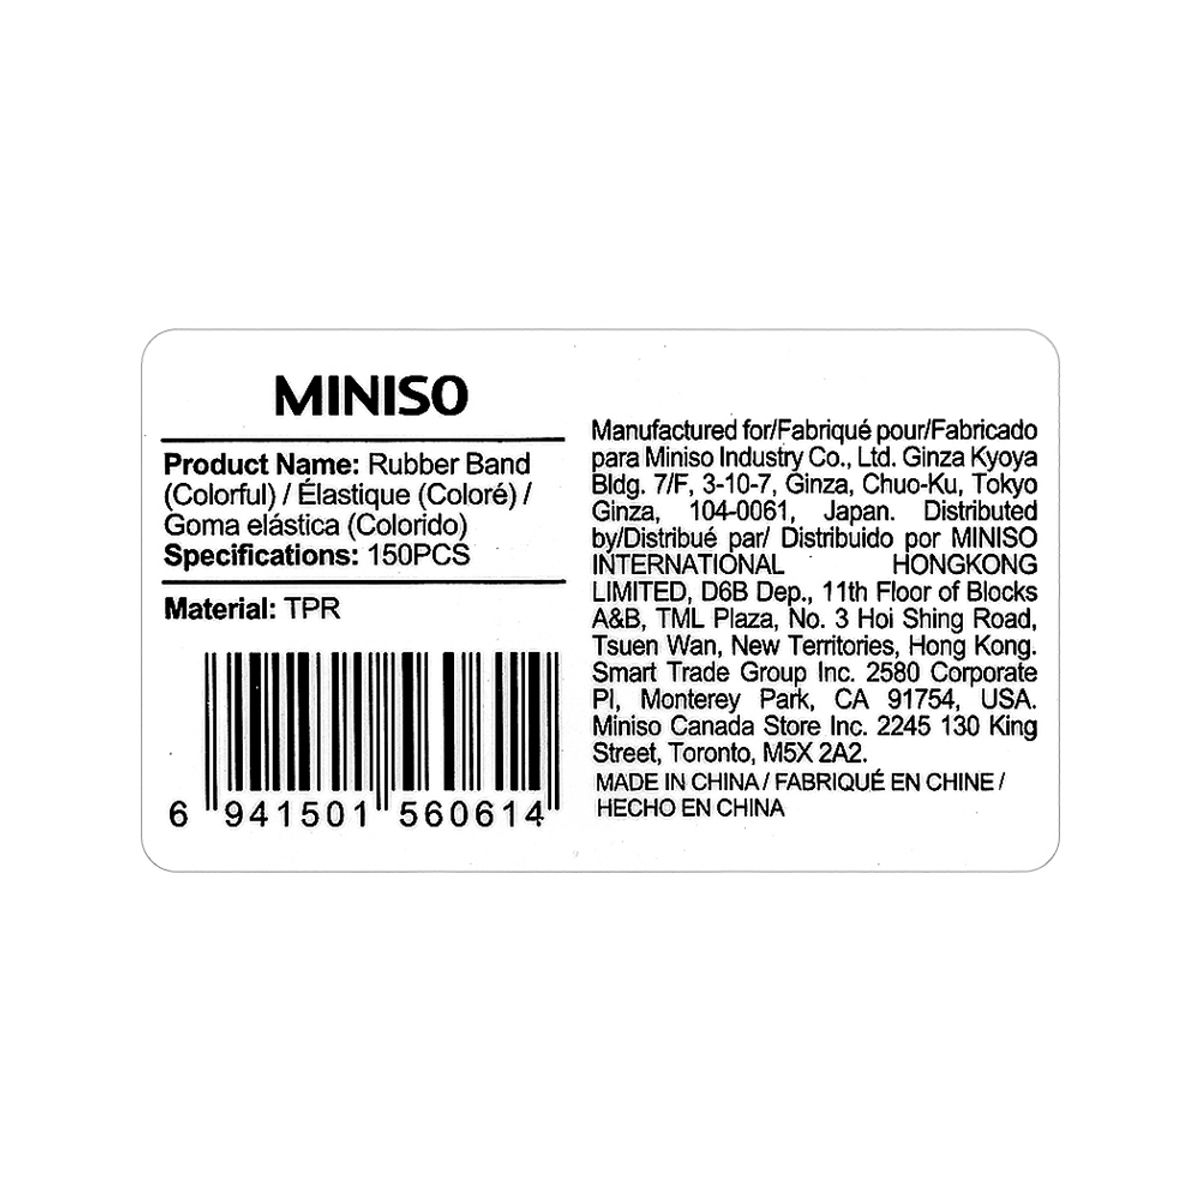 MINISO
Product Name: Rubber Band
(Colorful) / Élastique (Coloré) /
Goma elástica (Colorido)
Specifications: 150PCS
Material: TPR
6 941501 560614
Manufactured for/Fabriqué pour/Fabricado
para Miniso Industry Co., Ltd. Ginza Kyoya
Bldg. 7/F, 3-10-7, Ginza, Chuo-Ku, Tokyo
Ginza, 104-0061, Japan. Distributed
by/Distribué par/ Distribuido por MINISO
INTERNATIONAL HONGKONG
LIMITED, D6B Dep., 11th Floor of Blocks
A&B, TML Plaza, No. 3 Hoi Shing Road,
Tsuen Wan, New Territories, Hong Kong.
Smart Trade Group Inc. 2580 Corporate
Pl, Monterey Park, CA 91754, USA.
Miniso Canada Store Inc. 2245 130 King
Street, Toronto, M5X 2A2.
MADE IN CHINA / FABRIQUÉ EN CHINE /
HECHO EN CHINA